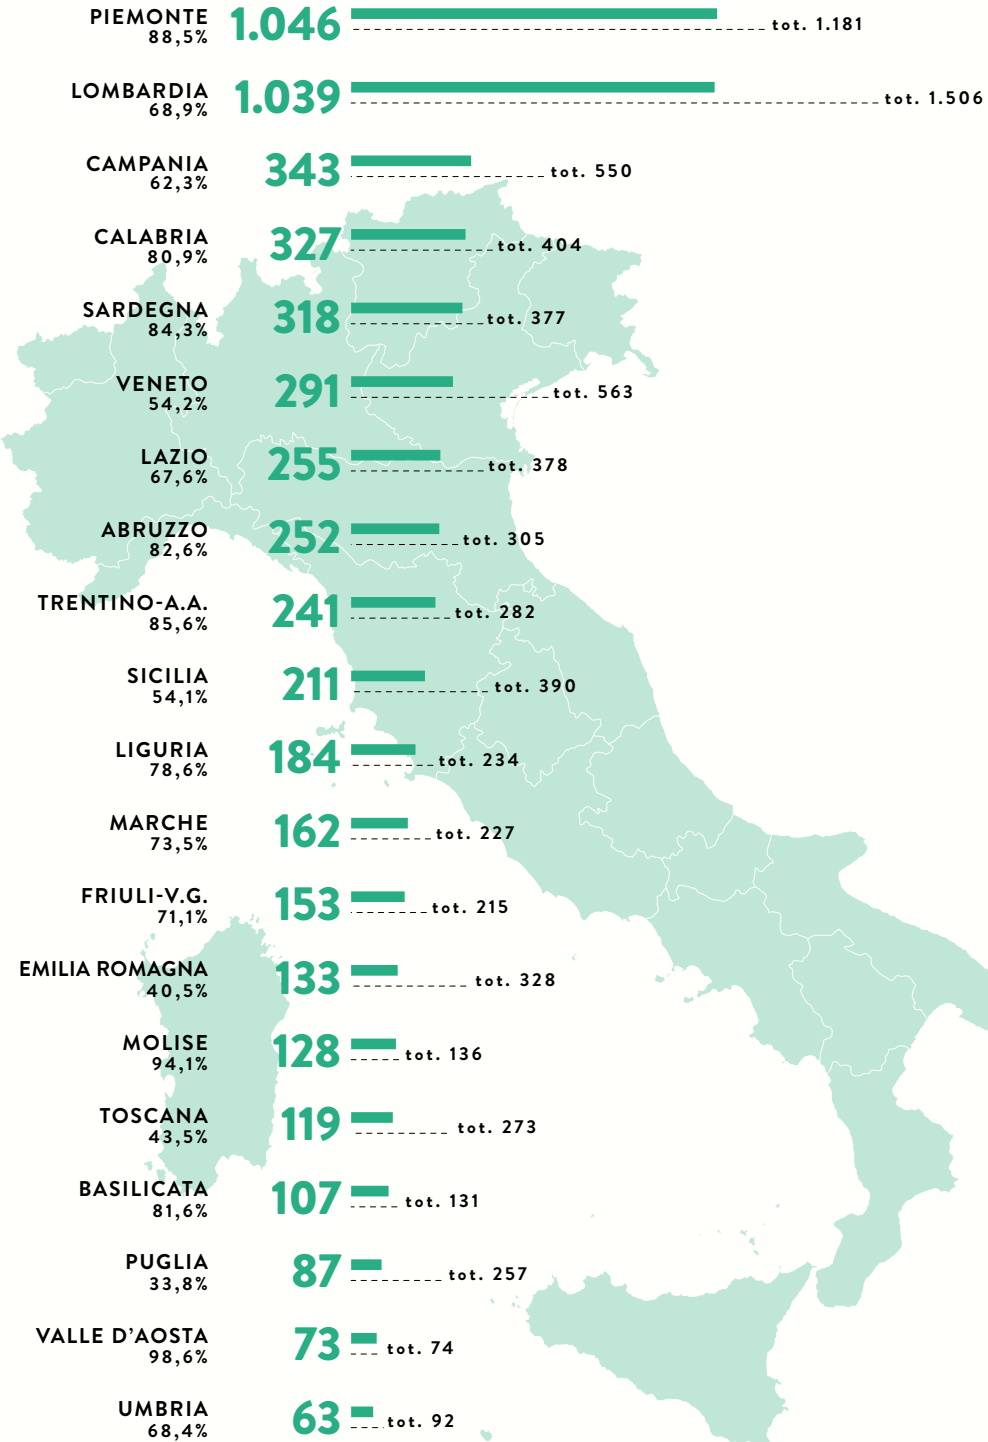 PIEMONTE 1.046 tot. 1.181
88,5%
LOMBARDIA 1.039 tot. 1.506
68,9%
CAMPANIA 343 tot. 550
62,3%
CALABRIA 327 tot. 404
80,9%
SARDEGNA 318 tot. 377
84,3%
VENETO 291 tot. 563
54,2%
LAZIO 255 tot. 378
67,6%
ABRUZZO 252 tot. 305
82,6%
TRENTINO-A.A. 241 tot. 282
85,6%
SICILIA 211 tot. 390
54,1%
LIGURIA 184 tot. 234
78,6%
MARCHE 162 tot. 227
73,5%
FRIULI-V.G. 153 tot. 215
71,1%
EMILIA ROMAGNA 133 tot. 328
40,5%
MOLISE 128 tot. 136
94,1%
TOSCANA 119 tot. 273
43,5%
BASILICATA 107 tot. 131
81,6%
PUGLIA 87 tot. 257
33,8%
VALLE D’AOSTA 73 tot. 74
98,6%
UMBRIA 63 tot. 92
68,4%